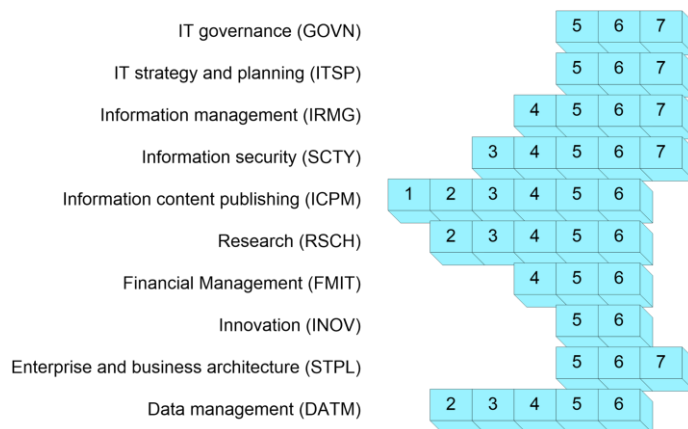 IT governance (GOVN) 5 6 7
IT strategy and planning (ITSP) 5 6 7
Information management (IRMG) 4 5 6 7
Information security (SCTY) 3 4 5 6 7
Information content publishing (ICPM) 1 2 3 4 5 6
Research (RSCH) 2 3 4 5 6
Financial Management (FMIT) 4 5 6
Innovation (INOV) 5 6
Enterprise and business architecture (STPL) 5 6 7
Data management (DATM) 2 3 4 5 6